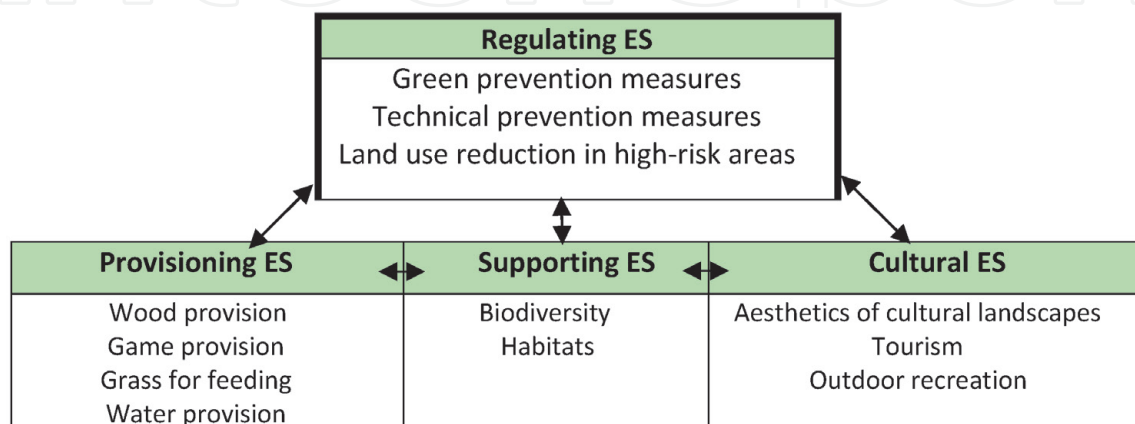 Regulating ES
Green prevention measures
Technical prevention measures
Land use reduction in high-risk areas
Provisioning ES
Wood provision
Game provision
Grass for feeding
Water provision
Supporting ES
Biodiversity
Habitats
Cultural ES
Aesthetics of cultural landscapes
Tourism
Outdoor recreation